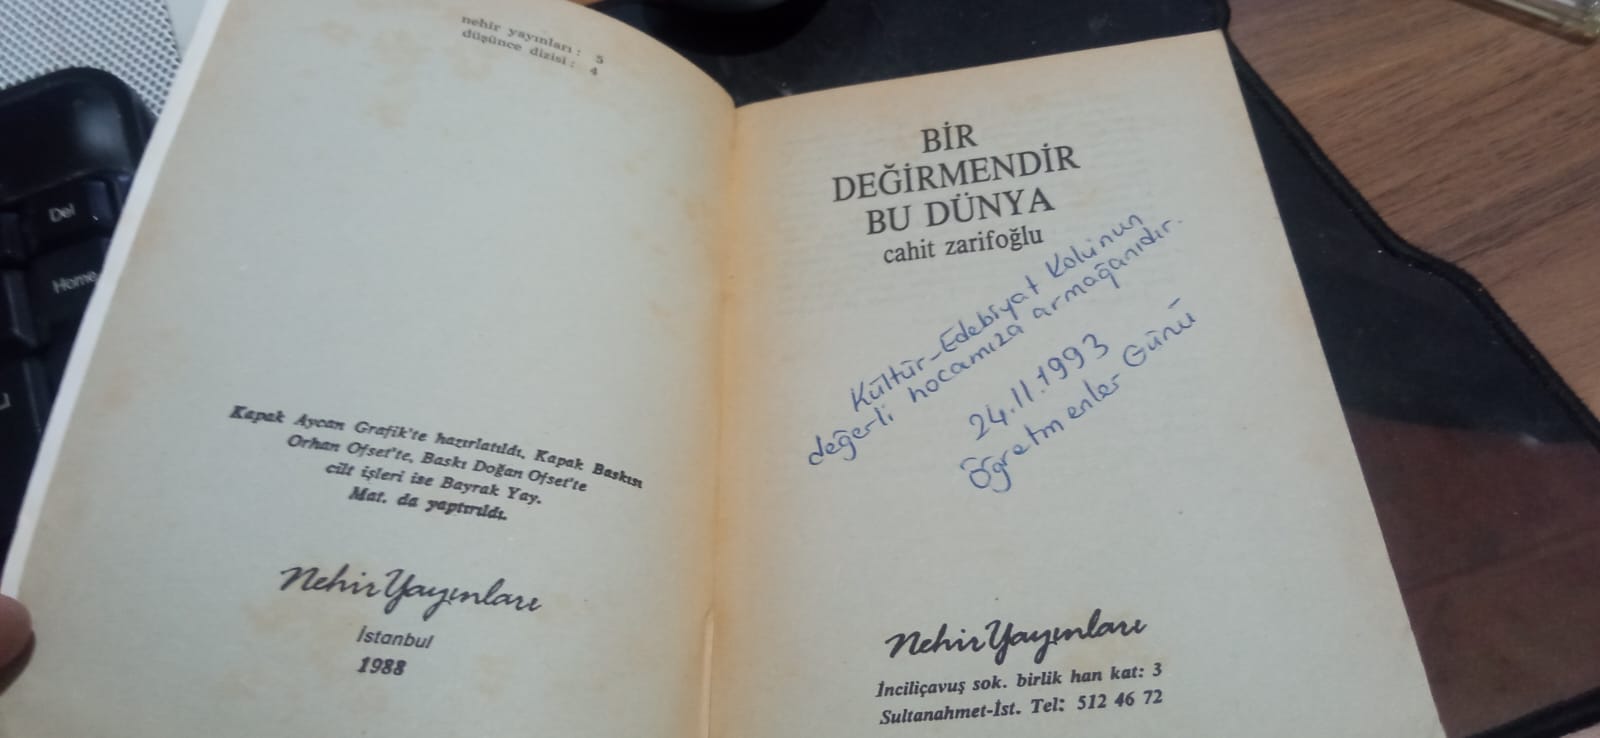 nehir yayınları : 5
düşünce dizisi : 4
Kapak Aycan Grafik'te hazırlatıldı, Kapak Baskısı
Orhan Ofset'te, Baskı Doğan Ofset'te
cilt işleri ise Bayrak Yay.
Mat. da yaptırıldı.
Nehir Yayınları
İstanbul
1988
BİR
DEĞİRMENDİR
BU DÜNYA
cahit zarifoğlu
Kültür-Edebiyat Kolunun
değerli hocamıza armağanıdır.
24.11.1993
Öğretmenler Günü
Nehir Yayınları
İnciliçavuş sok. birlik han kat: 3
Sultanahmet-İst. Tel: 512 46 72
Del
Home